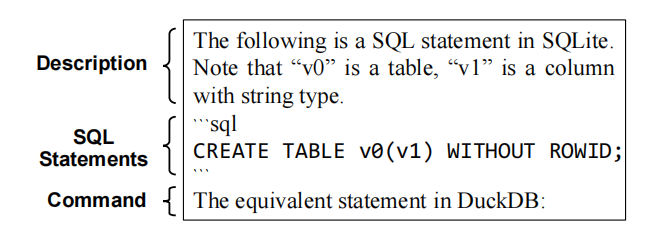 Description
The following is a SQL statement in SQLite.
Note that “v0” is a table, “v1” is a column
with string type.
SQL
Statements
```sql
CREATE TABLE v0(v1) WITHOUT ROWID;
```
Command
The equivalent statement in DuckDB: